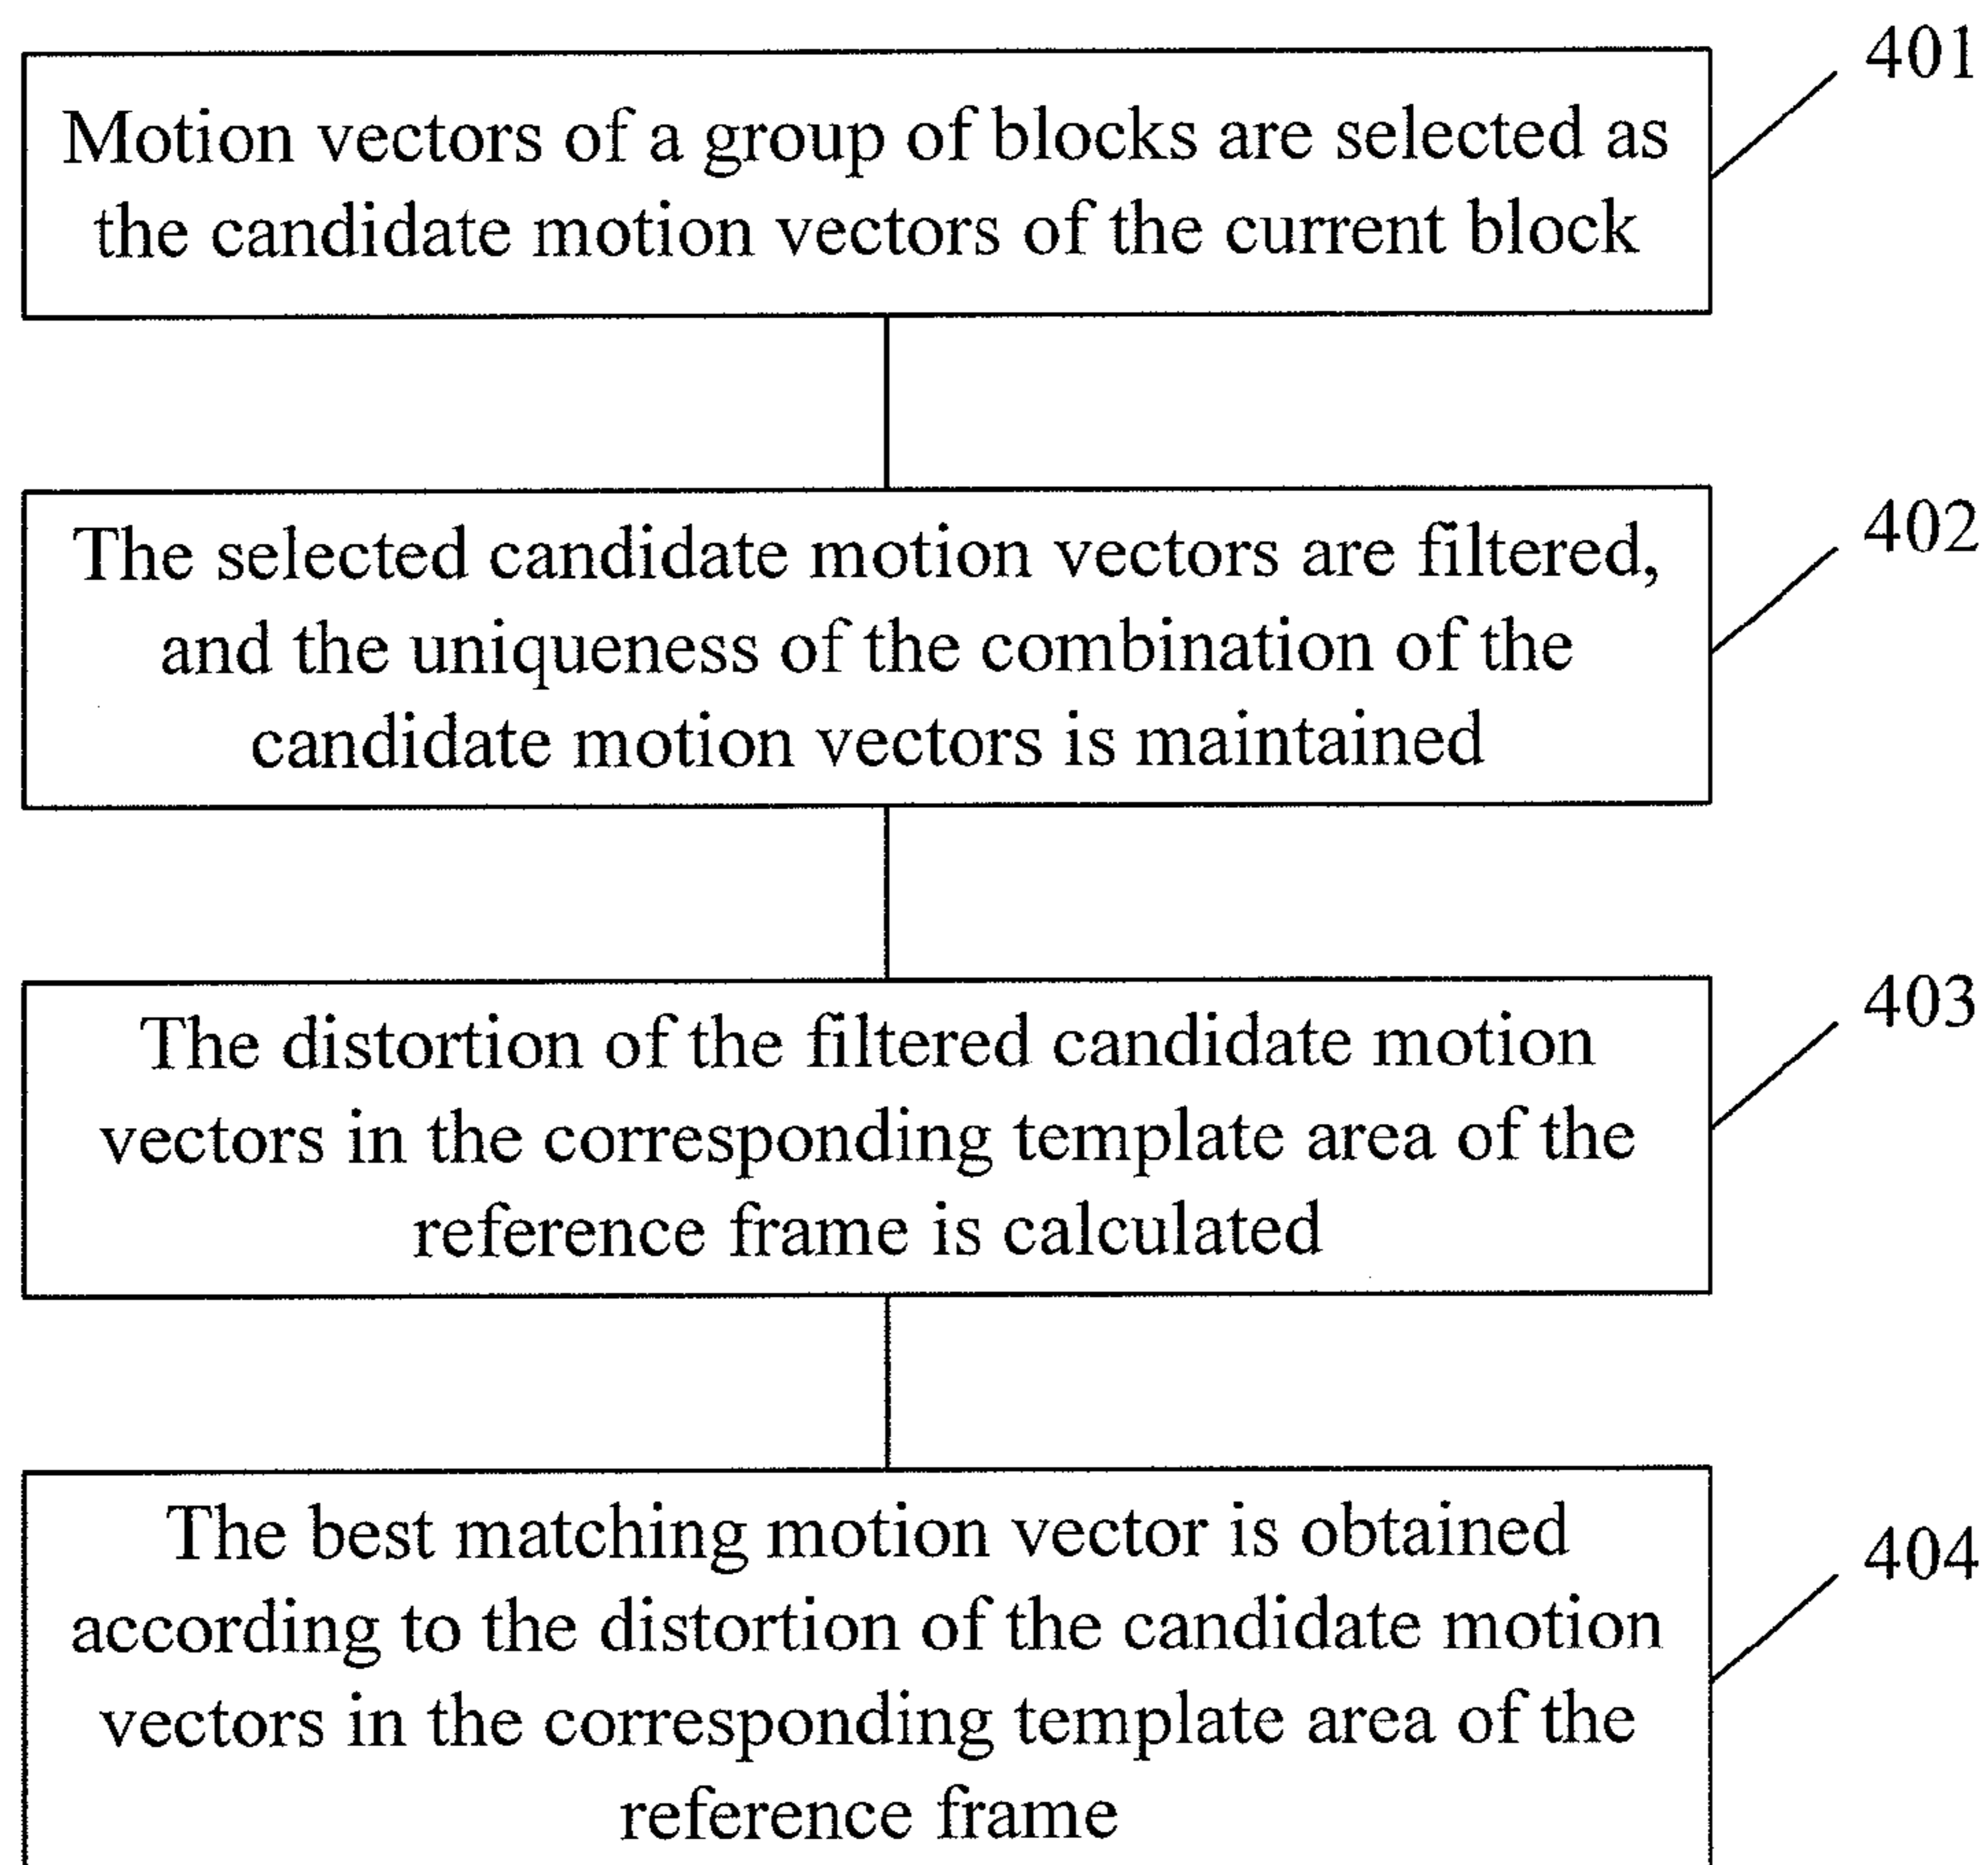 401
Motion vectors of a group of blocks are selected as
the candidate motion vectors of the current block
402
The selected candidate motion vectors are filtered,
and the uniqueness of the combination of the
candidate motion vectors is maintained
403
The distortion of the filtered candidate motion
vectors in the corresponding template area of the
reference frame is calculated
404
The best matching motion vector is obtained
according to the distortion of the candidate motion
vectors in the corresponding template area of the
reference frame